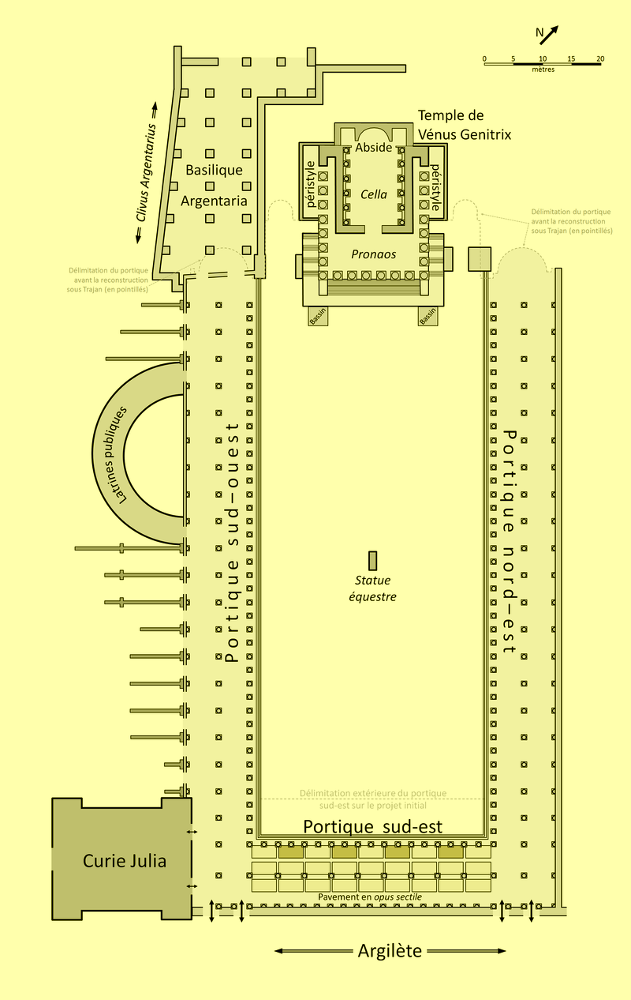 N
0 5 10 15 20
mètres
Temple de
Vénus Genitrix
Abside
péristyle
péristyle
Clivus Argentarius
Basilique
Argentaria
Cella
Délimitation du portique
avant la reconstruction
sous Trajan (en pointillés)
Pronaos
Délimitation du portique
avant la reconstruction
sous Trajan (en pointillés)
Bassin
Bassin
Latrines publiques
Portique sud-ouest
Portique nord-est
Statue
équestre
Délimitation extérieure du portique
sud-est sur le projet initial
Portique sud-est
Curie Julia
Pavement en opus sectile
Argilète